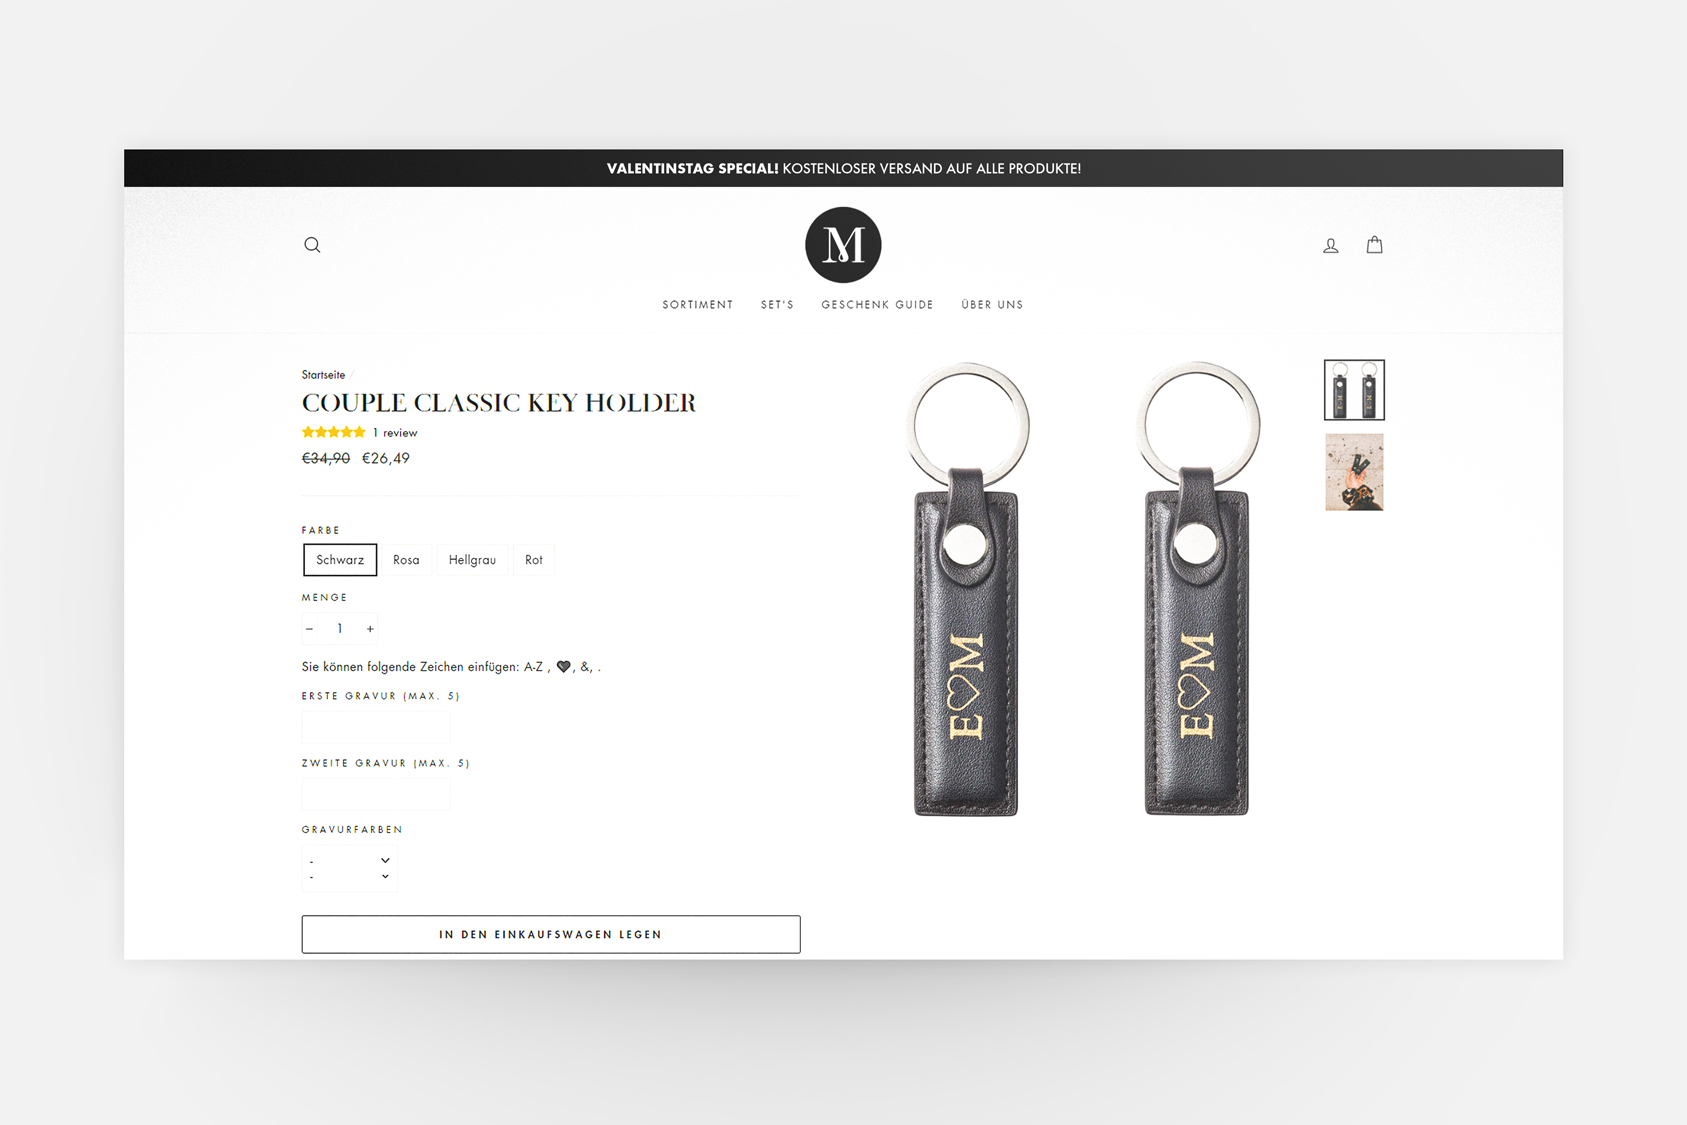 VALENTINSTAG SPECIAL! KOSTENLOSER VERSAND AUF ALLE PRODUKTE!
M
SORTIMENT SET'S GESCHENK GUIDE ÜBER UNS
Startseite /
COUPLE CLASSIC KEY HOLDER
1 review
€34,90 €26,49
FARBE
Schwarz Rosa Hellgrau Rot
MENGE
− 1 +
Sie können folgende Zeichen einfügen: A-Z , 🖤, &, .
ERSTE GRAVUR (MAX. 5)
ZWEITE GRAVUR (MAX. 5)
GRAVURFARBEN
-
-
IN DEN EINKAUFSWAGEN LEGEN
E♡M
E♡M
E♡M
E♡M